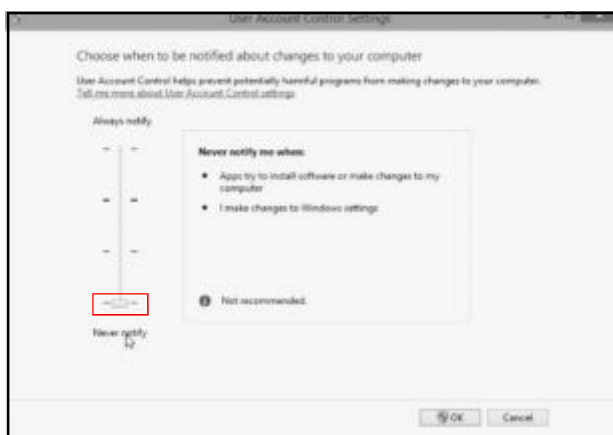 User Account Control Settings
Choose when to be notified about changes to your computer
User Account Control helps prevent potentially harmful programs from making changes to your computer.
Tell me more about User Account Control settings
Always notify
Never notify me when:
• Apps try to install software or make changes to my
computer
• I make changes to Windows settings
Not recommended.
Never notify
OK Cancel